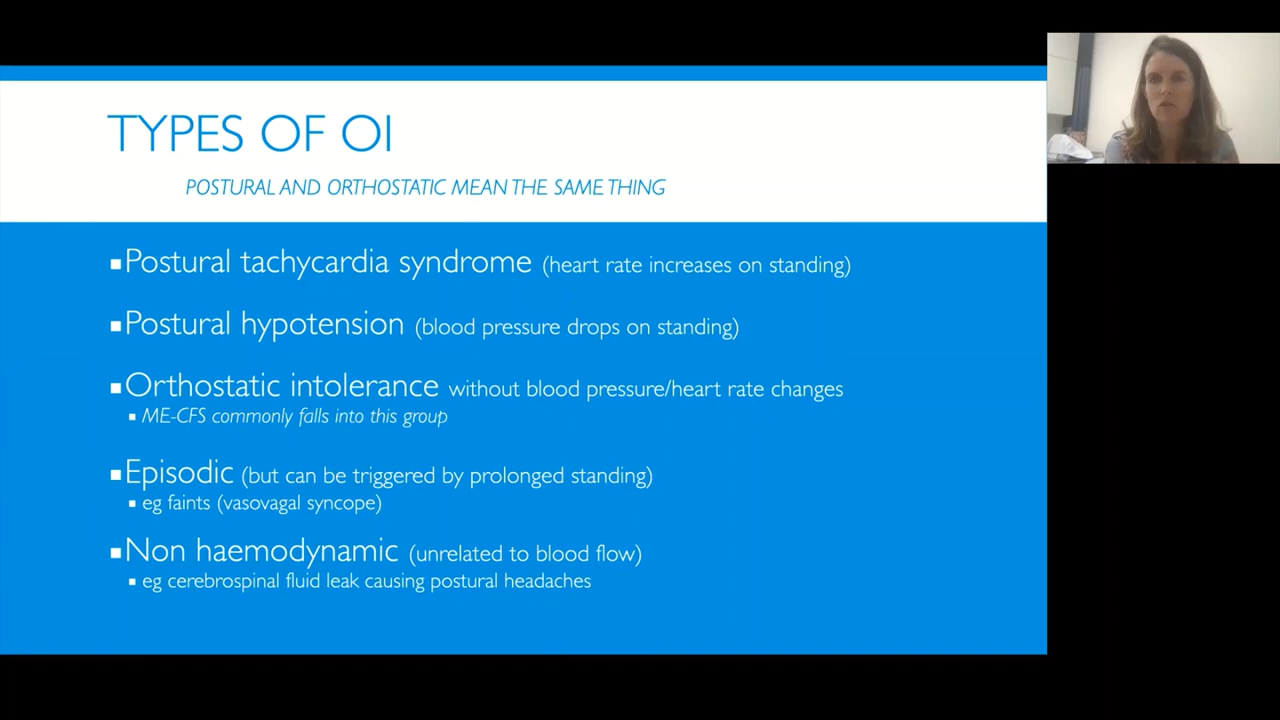 TYPES OF OI
POSTURAL AND ORTHOSTATIC MEAN THE SAME THING
▪Postural tachycardia syndrome (heart rate increases on standing)
▪Postural hypotension (blood pressure drops on standing)
▪Orthostatic intolerance without blood pressure/heart rate changes
▪ME-CFS commonly falls into this group
▪Episodic (but can be triggered by prolonged standing)
▪eg faints (vasovagal syncope)
▪Non haemodynamic (unrelated to blood flow)
▪eg cerebrospinal fluid leak causing postural headaches